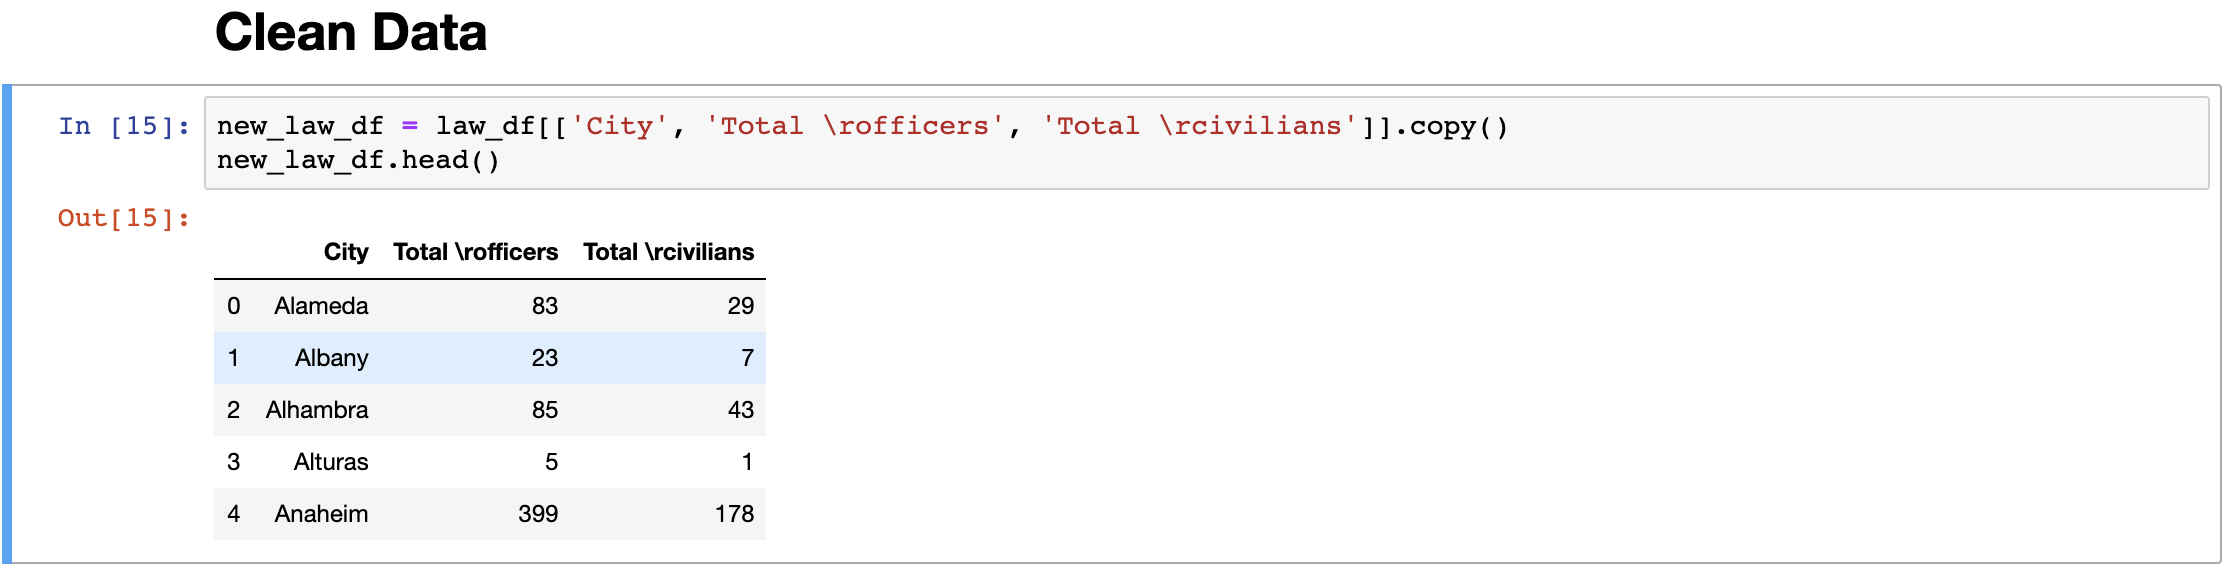 Clean Data
In [15]: new_law_df = law_df[['City', 'Total \rofficers', 'Total \rcivilians']].copy()
new_law_df.head()
Out[15]:
City Total \rofficers Total \rcivilians
0 Alameda 83 29
1 Albany 23 7
2 Alhambra 85 43
3 Alturas 5 1
4 Anaheim 399 178